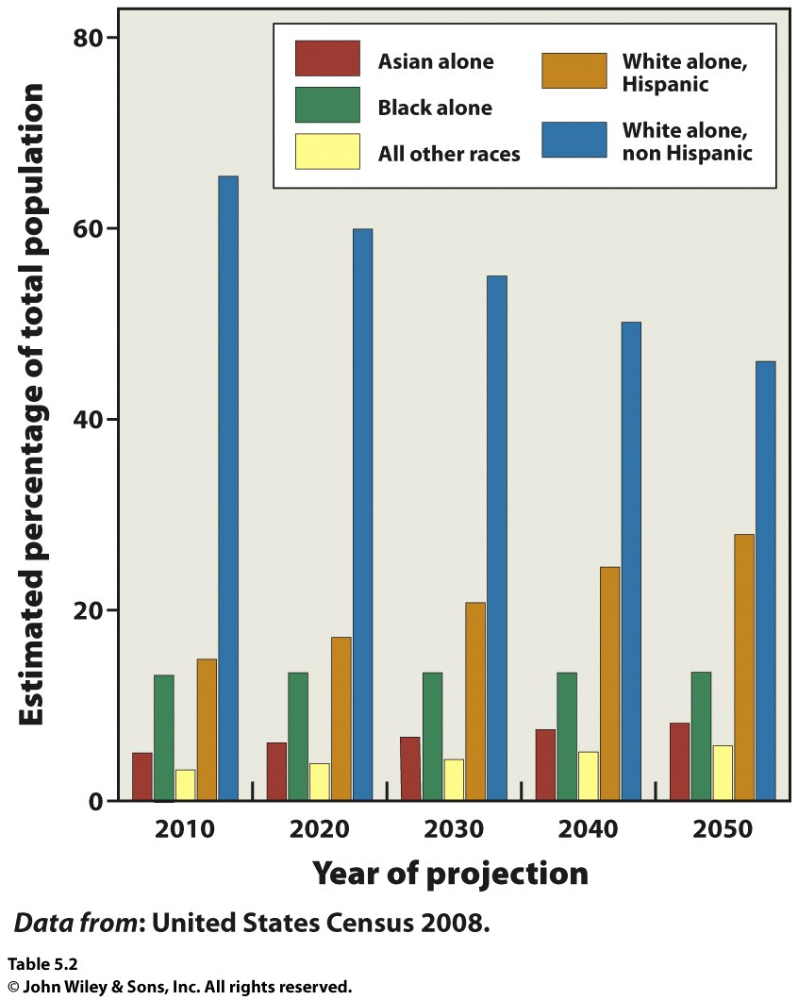 Estimated percentage of total population
80
60
40
20
0
Asian alone
Black alone
All other races
White alone,
Hispanic
White alone,
non Hispanic
2010 2020 2030 2040 2050
Year of projection
Data from: United States Census 2008.
Table 5.2
© John Wiley & Sons, Inc. All rights reserved.